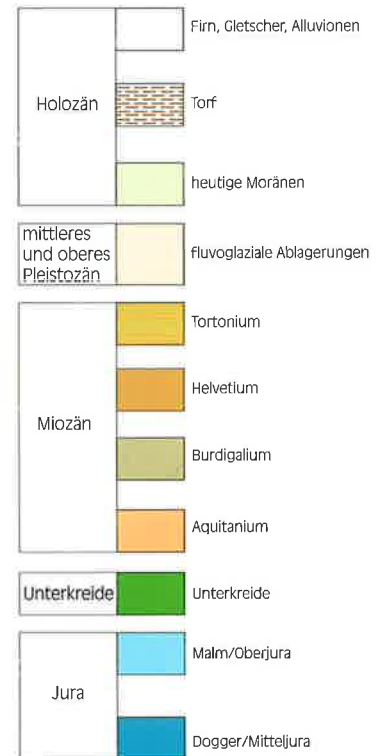 Firn, Gletscher, Alluvionen
Holozän
Torf
heutige Moränen
mittleres
und oberes
Pleistozän
fluvoglaziale Ablagerungen
Tortonium
Helvetium
Miozän
Burdigalium
Aquitanium
Unterkreide
Unterkreide
Malm/Oberjura
Jura
Dogger/Mitteljura